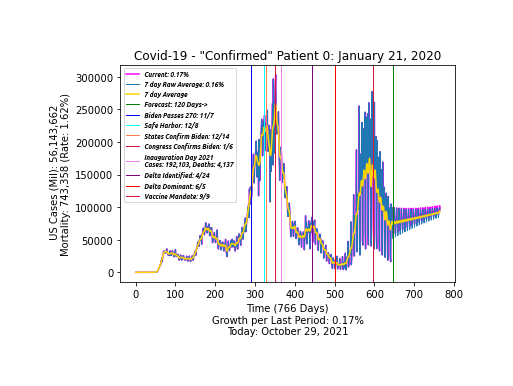 Covid-19 - "Confirmed" Patient 0: January 21, 2020
US Cases (Mil): 56,143,662
Mortality: 743,358 (Rate: 1.62%)
300000
250000
200000
150000
100000
50000
0
Current: 0.17%
7 day Raw Average: 0.16%
7 day Average
Forecast: 120 Days->
Biden Passes 270: 11/7
Safe Harbor: 12/8
States Confirm Biden: 12/14
Congress Confirms Biden: 1/6
Inauguration Day 2021
Cases: 192,103, Deaths: 4,137
Delta Identified: 4/24
Delta Dominant: 6/5
Vaccine Mandate: 9/9
0 100 200 300 400 500 600 700 800
Time (766 Days)
Growth per Last Period: 0.17%
Today: October 29, 2021